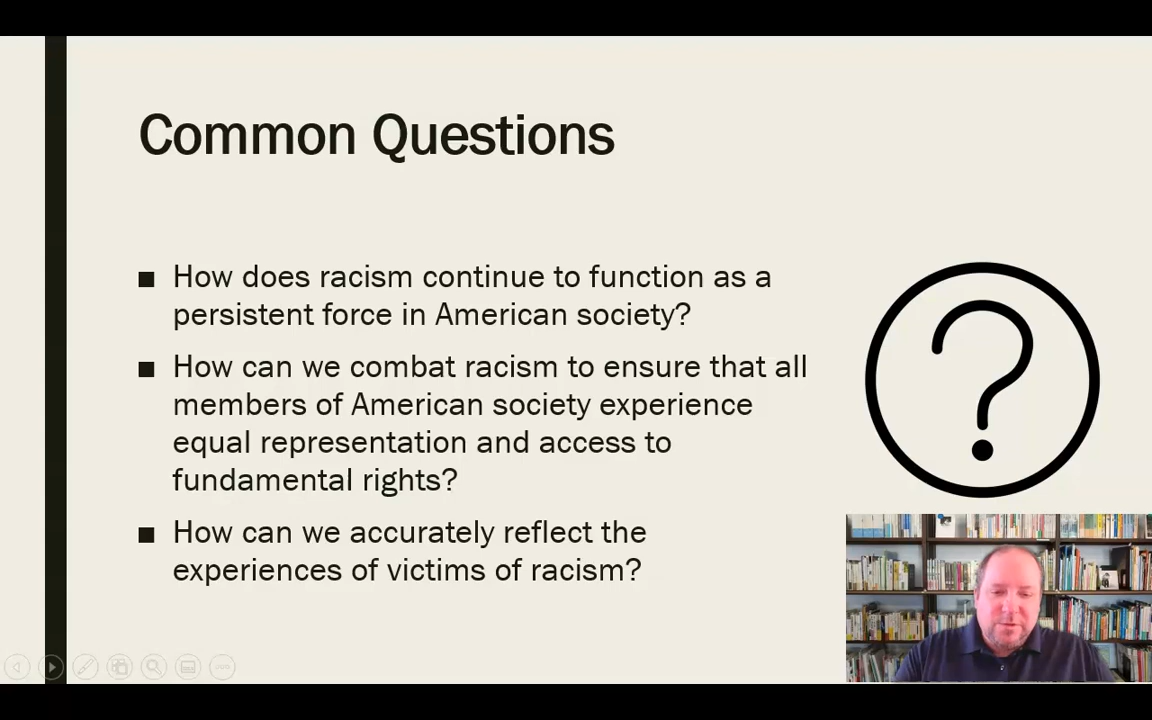 Common Questions
■ How does racism continue to function as a
persistent force in American society?
■ How can we combat racism to ensure that all
members of American society experience
equal representation and access to
fundamental rights?
■ How can we accurately reflect the
experiences of victims of racism?
?